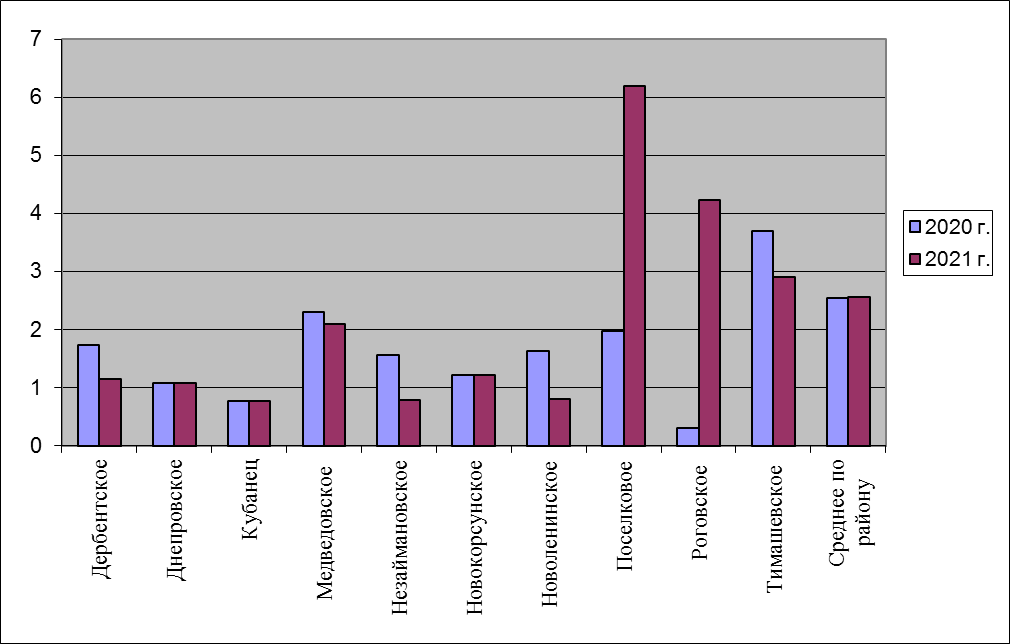 7
6
5
4
3
2
1
0
Дербентское
Днепровское
Кубанец
Медведовское
Незаймановское
Новокорсунское
Новоленинское
Поселковое
Роговское
Тимашевское
Среднее по
району
2020 г.
2021 г.